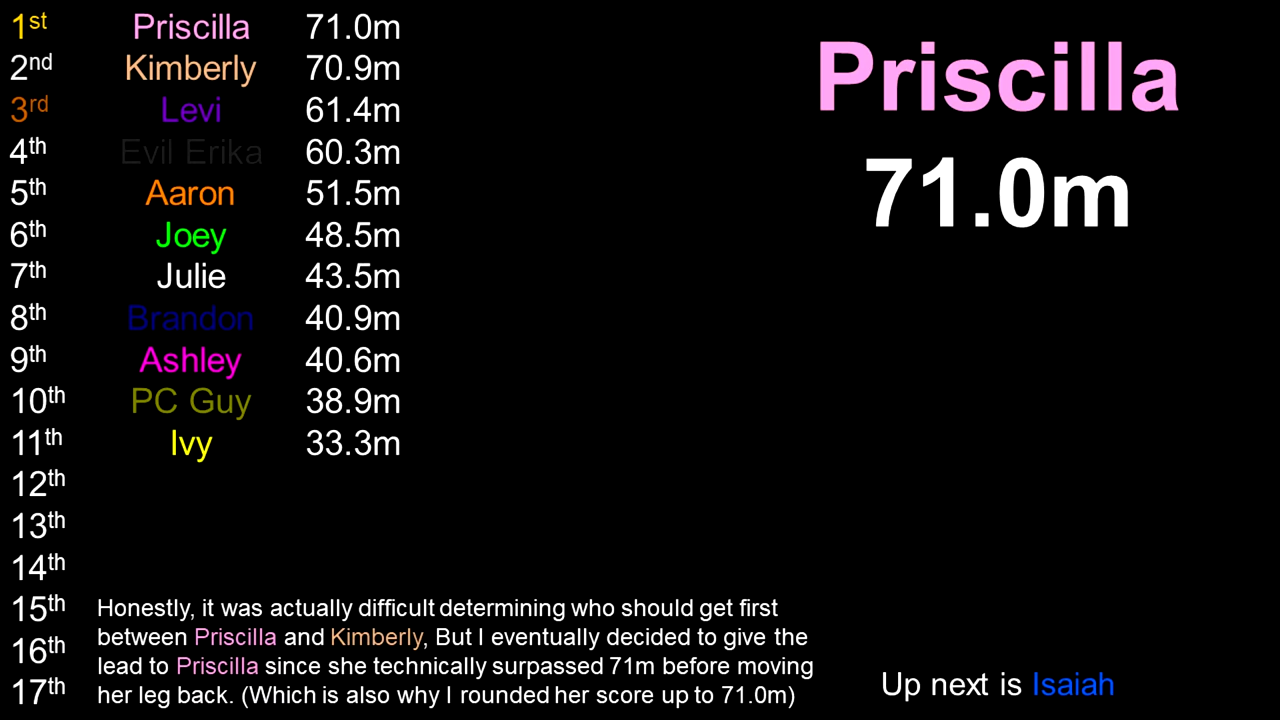 1st Priscilla 71.0m
2nd Kimberly 70.9m
3rd Levi 61.4m
4th Evil Erika 60.3m
5th Aaron 51.5m
6th Joey 48.5m
7th Julie 43.5m
8th Brandon 40.9m
9th Ashley 40.6m
10th PC Guy 38.9m
11th Ivy 33.3m
12th
13th
14th
15th
16th
17th
Priscilla
71.0m
Honestly, it was actually difficult determining who should get first
between Priscilla and Kimberly, But I eventually decided to give the
lead to Priscilla since she technically surpassed 71m before moving
her leg back. (Which is also why I rounded her score up to 71.0m)
Up next is Isaiah